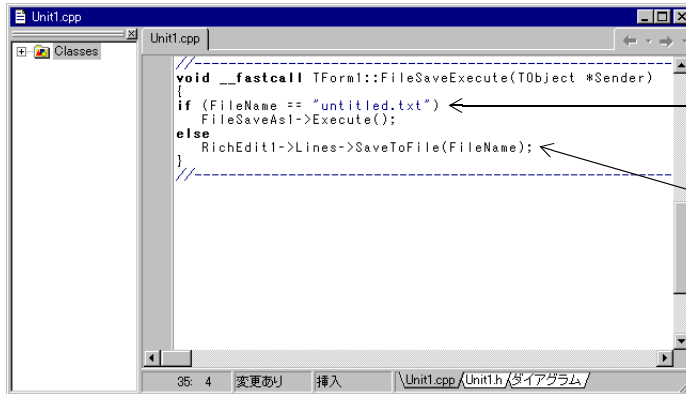 Unit1.cpp
Classes
Unit1.cpp
//----------------------------------------------------------
void __fastcall TForm1::FileSaveExecute(TObject *Sender)
{
if (FileName == "untitled.txt")
FileSaveAs1->Execute();
else
RichEdit1->Lines->SaveToFile(FileName);
}
//----------------------------------------------------------
35: 4 変更あり 挿入 Unit1.cpp Unit1.h ダイアグラム